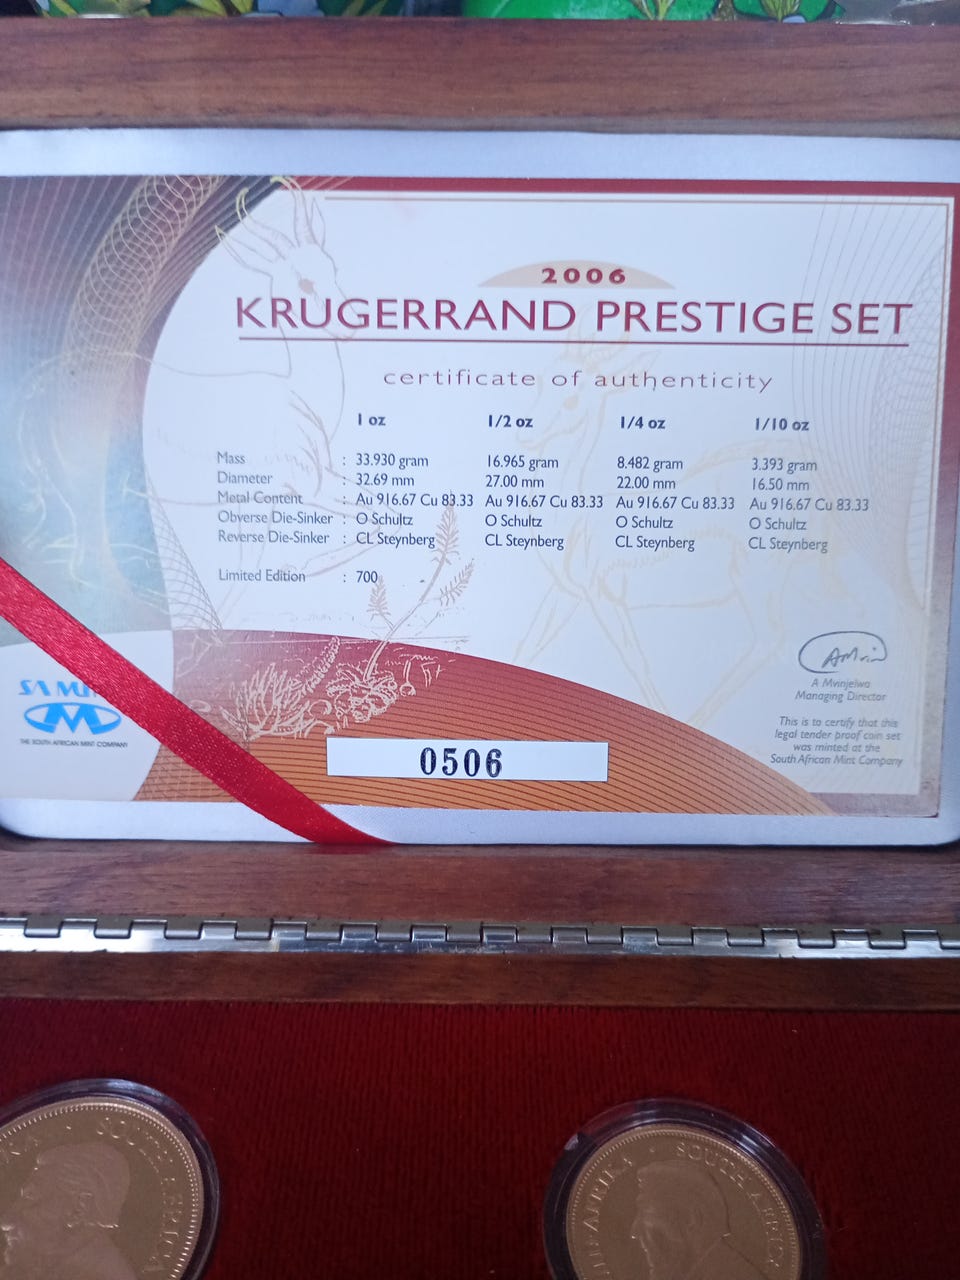 2006
KRUGERRAND PRESTIGE SET
certificate of authenticity
1 oz 1/2 oz 1/4 oz 1/10 oz
Mass : 33.930 gram 16.965 gram 8.482 gram 3.393 gram
Diameter : 32.69 mm 27.00 mm 22.00 mm 16.50 mm
Metal Content : Au 916.67 Cu 83.33 Au 916.67 Cu 83.33 Au 916.67 Cu 83.33 Au 916.67 Cu 83.33
Obverse Die-Sinker : O Schultz O Schultz O Schultz O Schultz
Reverse Die-Sinker : CL Steynberg CL Steynberg CL Steynberg CL Steynberg
Limited Edition : 700
A Mvinjelwa
Managing Director
This is to certify that this
legal tender proof coin set
was minted at the
South African Mint Company
SA
THE SOUTH AFRICAN MINT COMPANY
0506
SOUTH AFRICA
SOUTH AFRICA